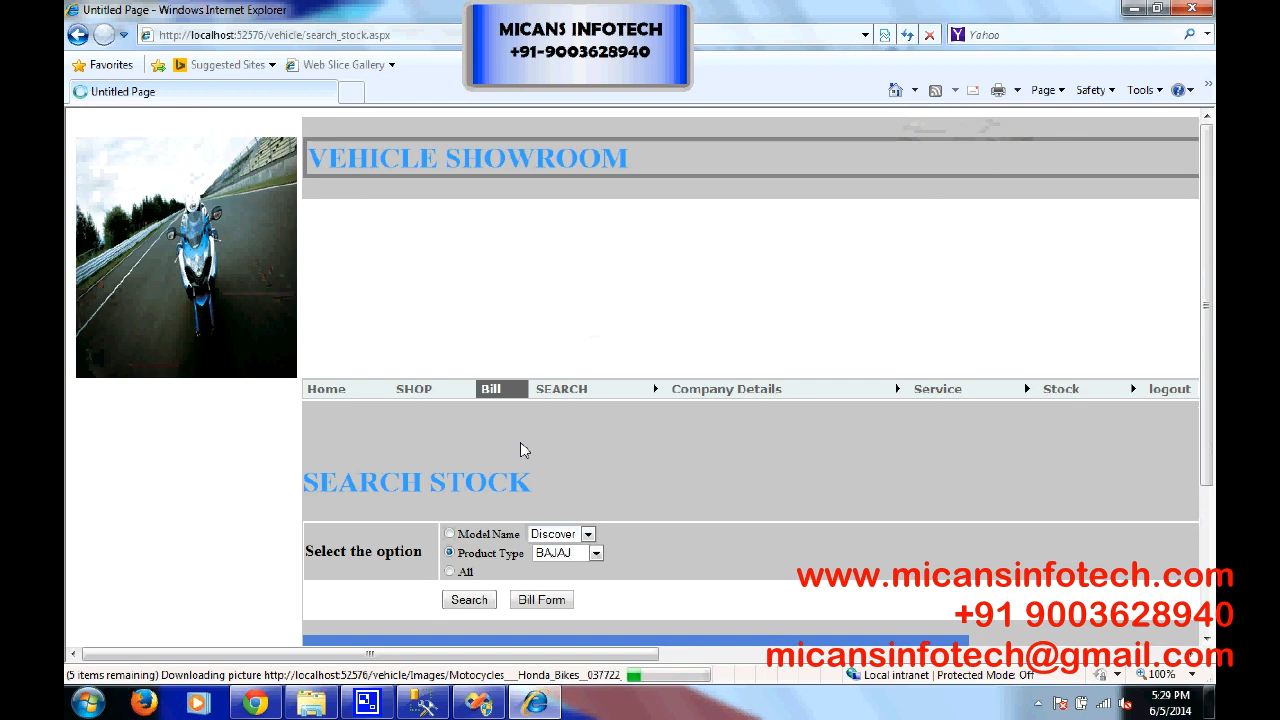 Untitled Page - Windows Internet Explorer
MICANS INFOTECH
+91-9003628940
http://localhost:52576/vehicle/search_stock.aspx
Yahoo
Favorites
Suggested Sites
Web Slice Gallery
Untitled Page
Page
Safety
Tools
VEHICLE SHOWROOM
Home SHOP Bill SEARCH Company Details Service Stock logout
SEARCH STOCK
Select the option
Model Name Discover
Product Type BAJAJ
All
Search Bill Form
www.micansinfotech.com
+91 9003628940
micansinfotech@gmail.com
(5 items remaining) Downloading picture http://localhost:52576/vehicle/Images/Motocycles__Honda_Bikes_037722_
Local intranet | Protected Mode: Off
100%
5:29 PM
6/5/2014